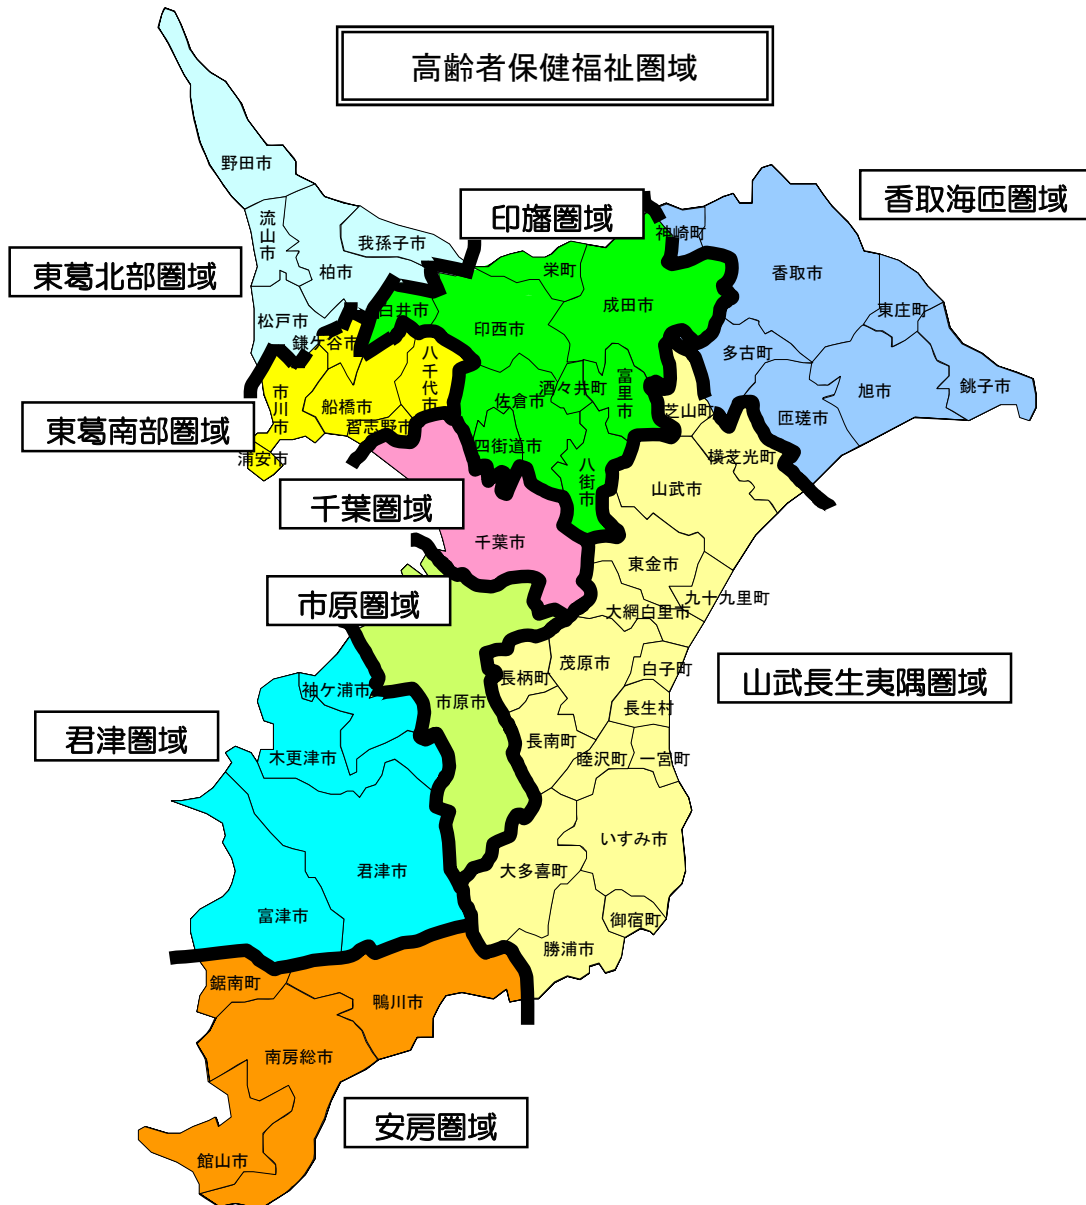 高齢者保健福祉圏域
野田市
印旛圏域
香取海匝圏域
流山市
我孫子市
神崎町
東葛北部圏域
柏市
栄町
香取市
白井市
成田市
東庄町
松戸市
印西市
鎌ケ谷市
八千代市
多古町
銚子市
市川市
船橋市
佐倉市
酒々井町
富里市
旭市
芝山町
匝瑳市
東葛南部圏域
習志野市
浦安市
四街道市
八街市
横芝光町
千葉圏域
山武市
千葉市
東金市
市原圏域
九十九里町
大網白里市
茂原市
白子町
山武長生夷隅圏域
長柄町
袖ケ浦市
市原市
長生村
君津圏域
長南町
木更津市
睦沢町
一宮町
いすみ市
君津市
大多喜町
富津市
御宿町
勝浦市
鋸南町
鴨川市
南房総市
安房圏域
館山市